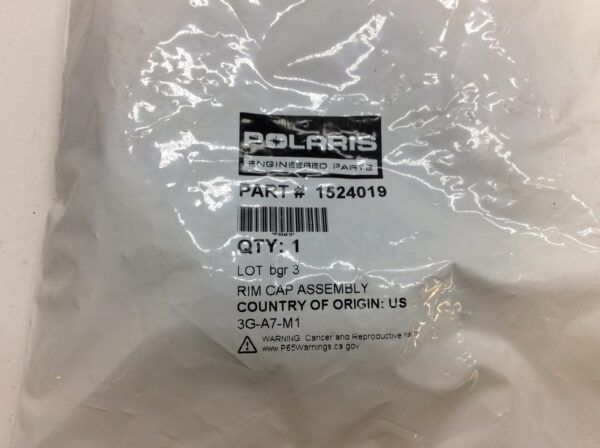 POLARIS
ENGINEERED PARTS
PART # 1524019
QTY: 1
LOT bgr 3
RIM CAP ASSEMBLY
COUNTRY OF ORIGIN: US
3G-A7-M1
WARNING: Cancer and Reproductive
www.P65Warnings.ca.gov